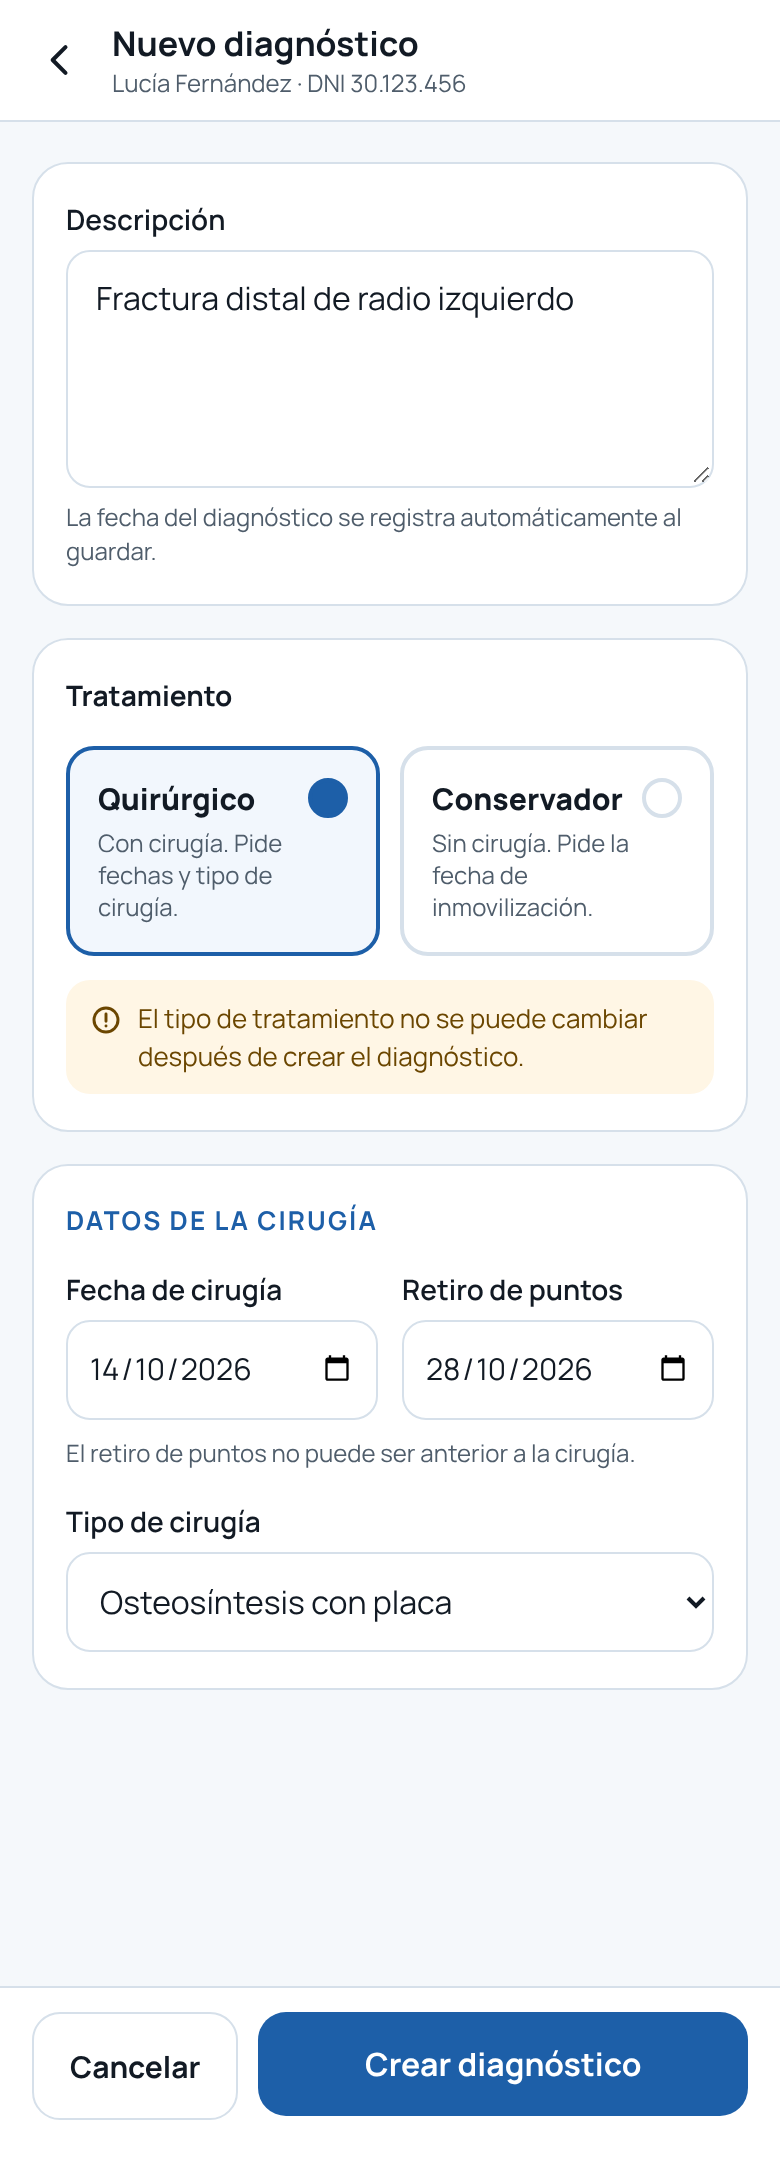 Nuevo diagnóstico
Lucía Fernández · DNI 30.123.456
Descripción
Fractura distal de radio izquierdo
La fecha del diagnóstico se registra automáticamente al
guardar.
Tratamiento
Quirúrgico
Con cirugía. Pide
fechas y tipo de
cirugía.
Conservador
Sin cirugía. Pide la
fecha de
inmovilización.
El tipo de tratamiento no se puede cambiar
después de crear el diagnóstico.
DATOS DE LA CIRUGÍA
Fecha de cirugía
14/10/2026
Retiro de puntos
28/10/2026
El retiro de puntos no puede ser anterior a la cirugía.
Tipo de cirugía
Osteosíntesis con placa
Cancelar
Crear diagnóstico